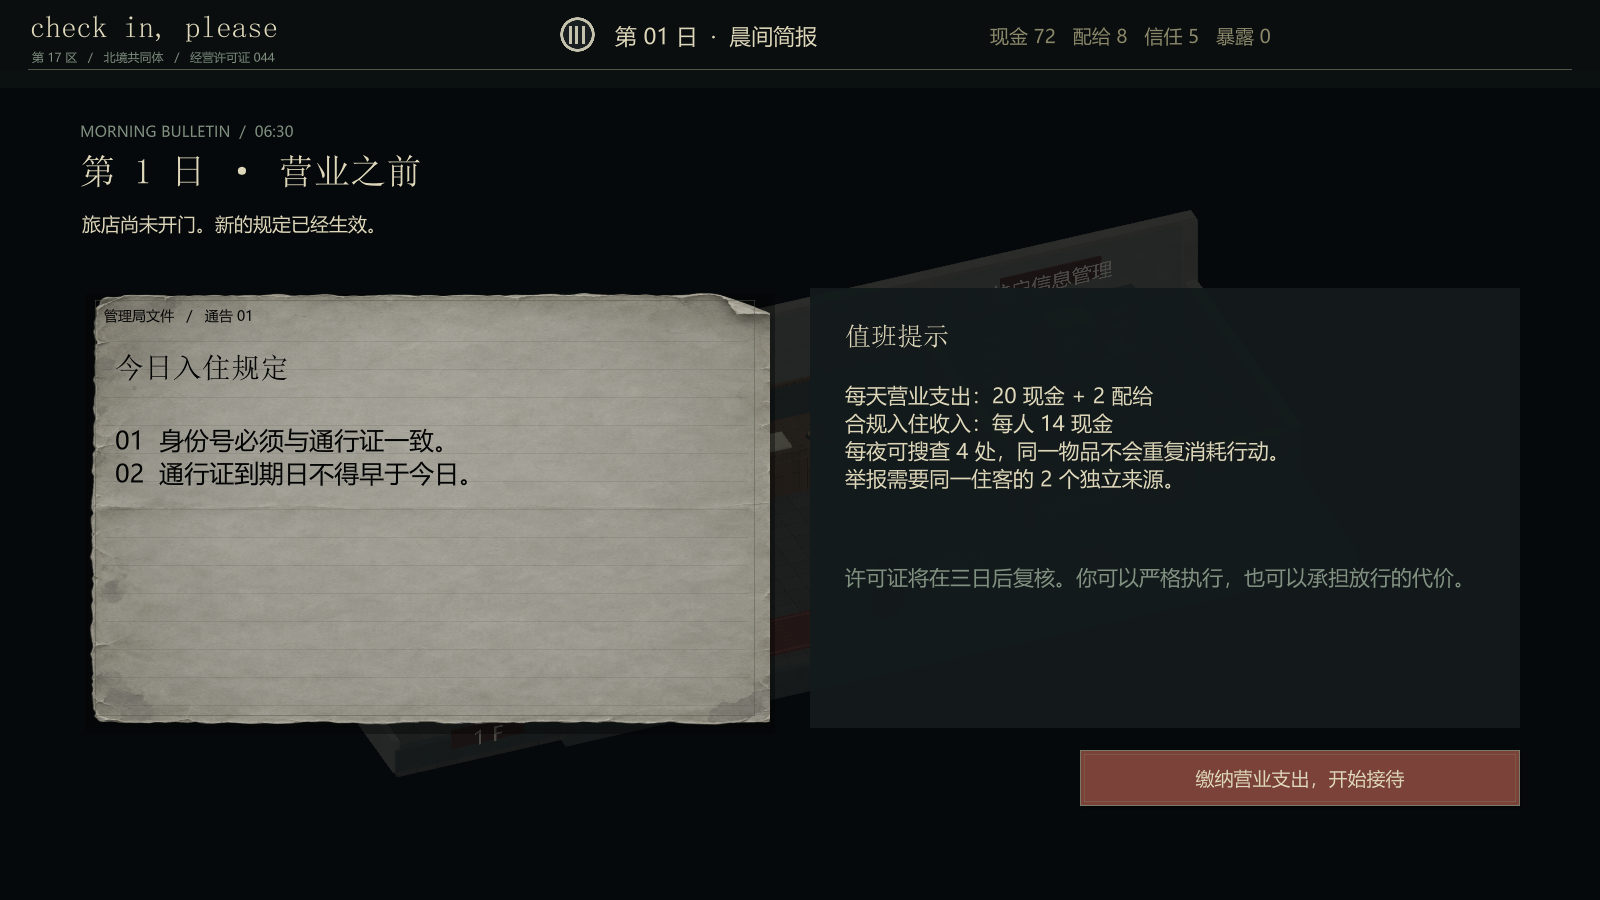 check in, please
第 17 区 / 北境共同体 / 经营许可证 044
第 01 日 · 晨间简报
现金 72 配给 8 信任 5 暴露 0
MORNING BULLETIN / 06:30
第 1 日 • 营业之前
旅店尚未开门。新的规定已经生效。
管理局文件 / 通告 01
今日入住规定
01 身份号必须与通行证一致。
02 通行证到期日不得早于今日。
信息管理
值班提示
每天营业支出：20 现金 + 2 配给
合规入住收入：每人 14 现金
每夜可搜查 4 处，同一物品不会重复消耗行动。
举报需要同一住客的 2 个独立来源。
许可证将在三日后复核。你可以严格执行，也可以承担放行的代价。
1F
缴纳营业支出，开始接待